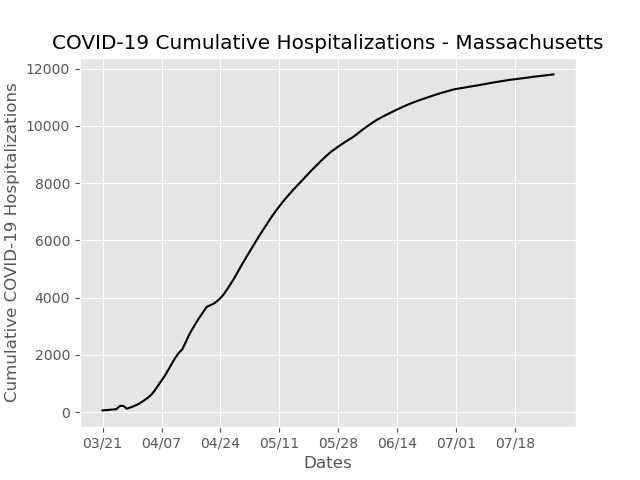 COVID-19 Cumulative Hospitalizations - Massachusetts
Cumulative COVID-19 Hospitalizations
12000
10000
8000
6000
4000
2000
0
03/21 04/07 04/24 05/11 05/28 06/14 07/01 07/18
Dates